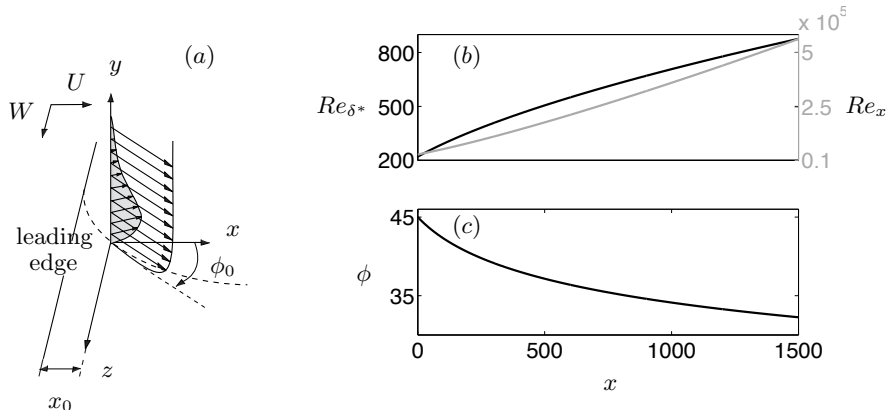 (a)
y
U
W
x
leading
edge
ϕ0
z
x0
(b)
x 10^5
800
500
200
Reδ*
5
2.5
0.1
Rex
(c)
45
35
ϕ
0
500
1000
1500
x